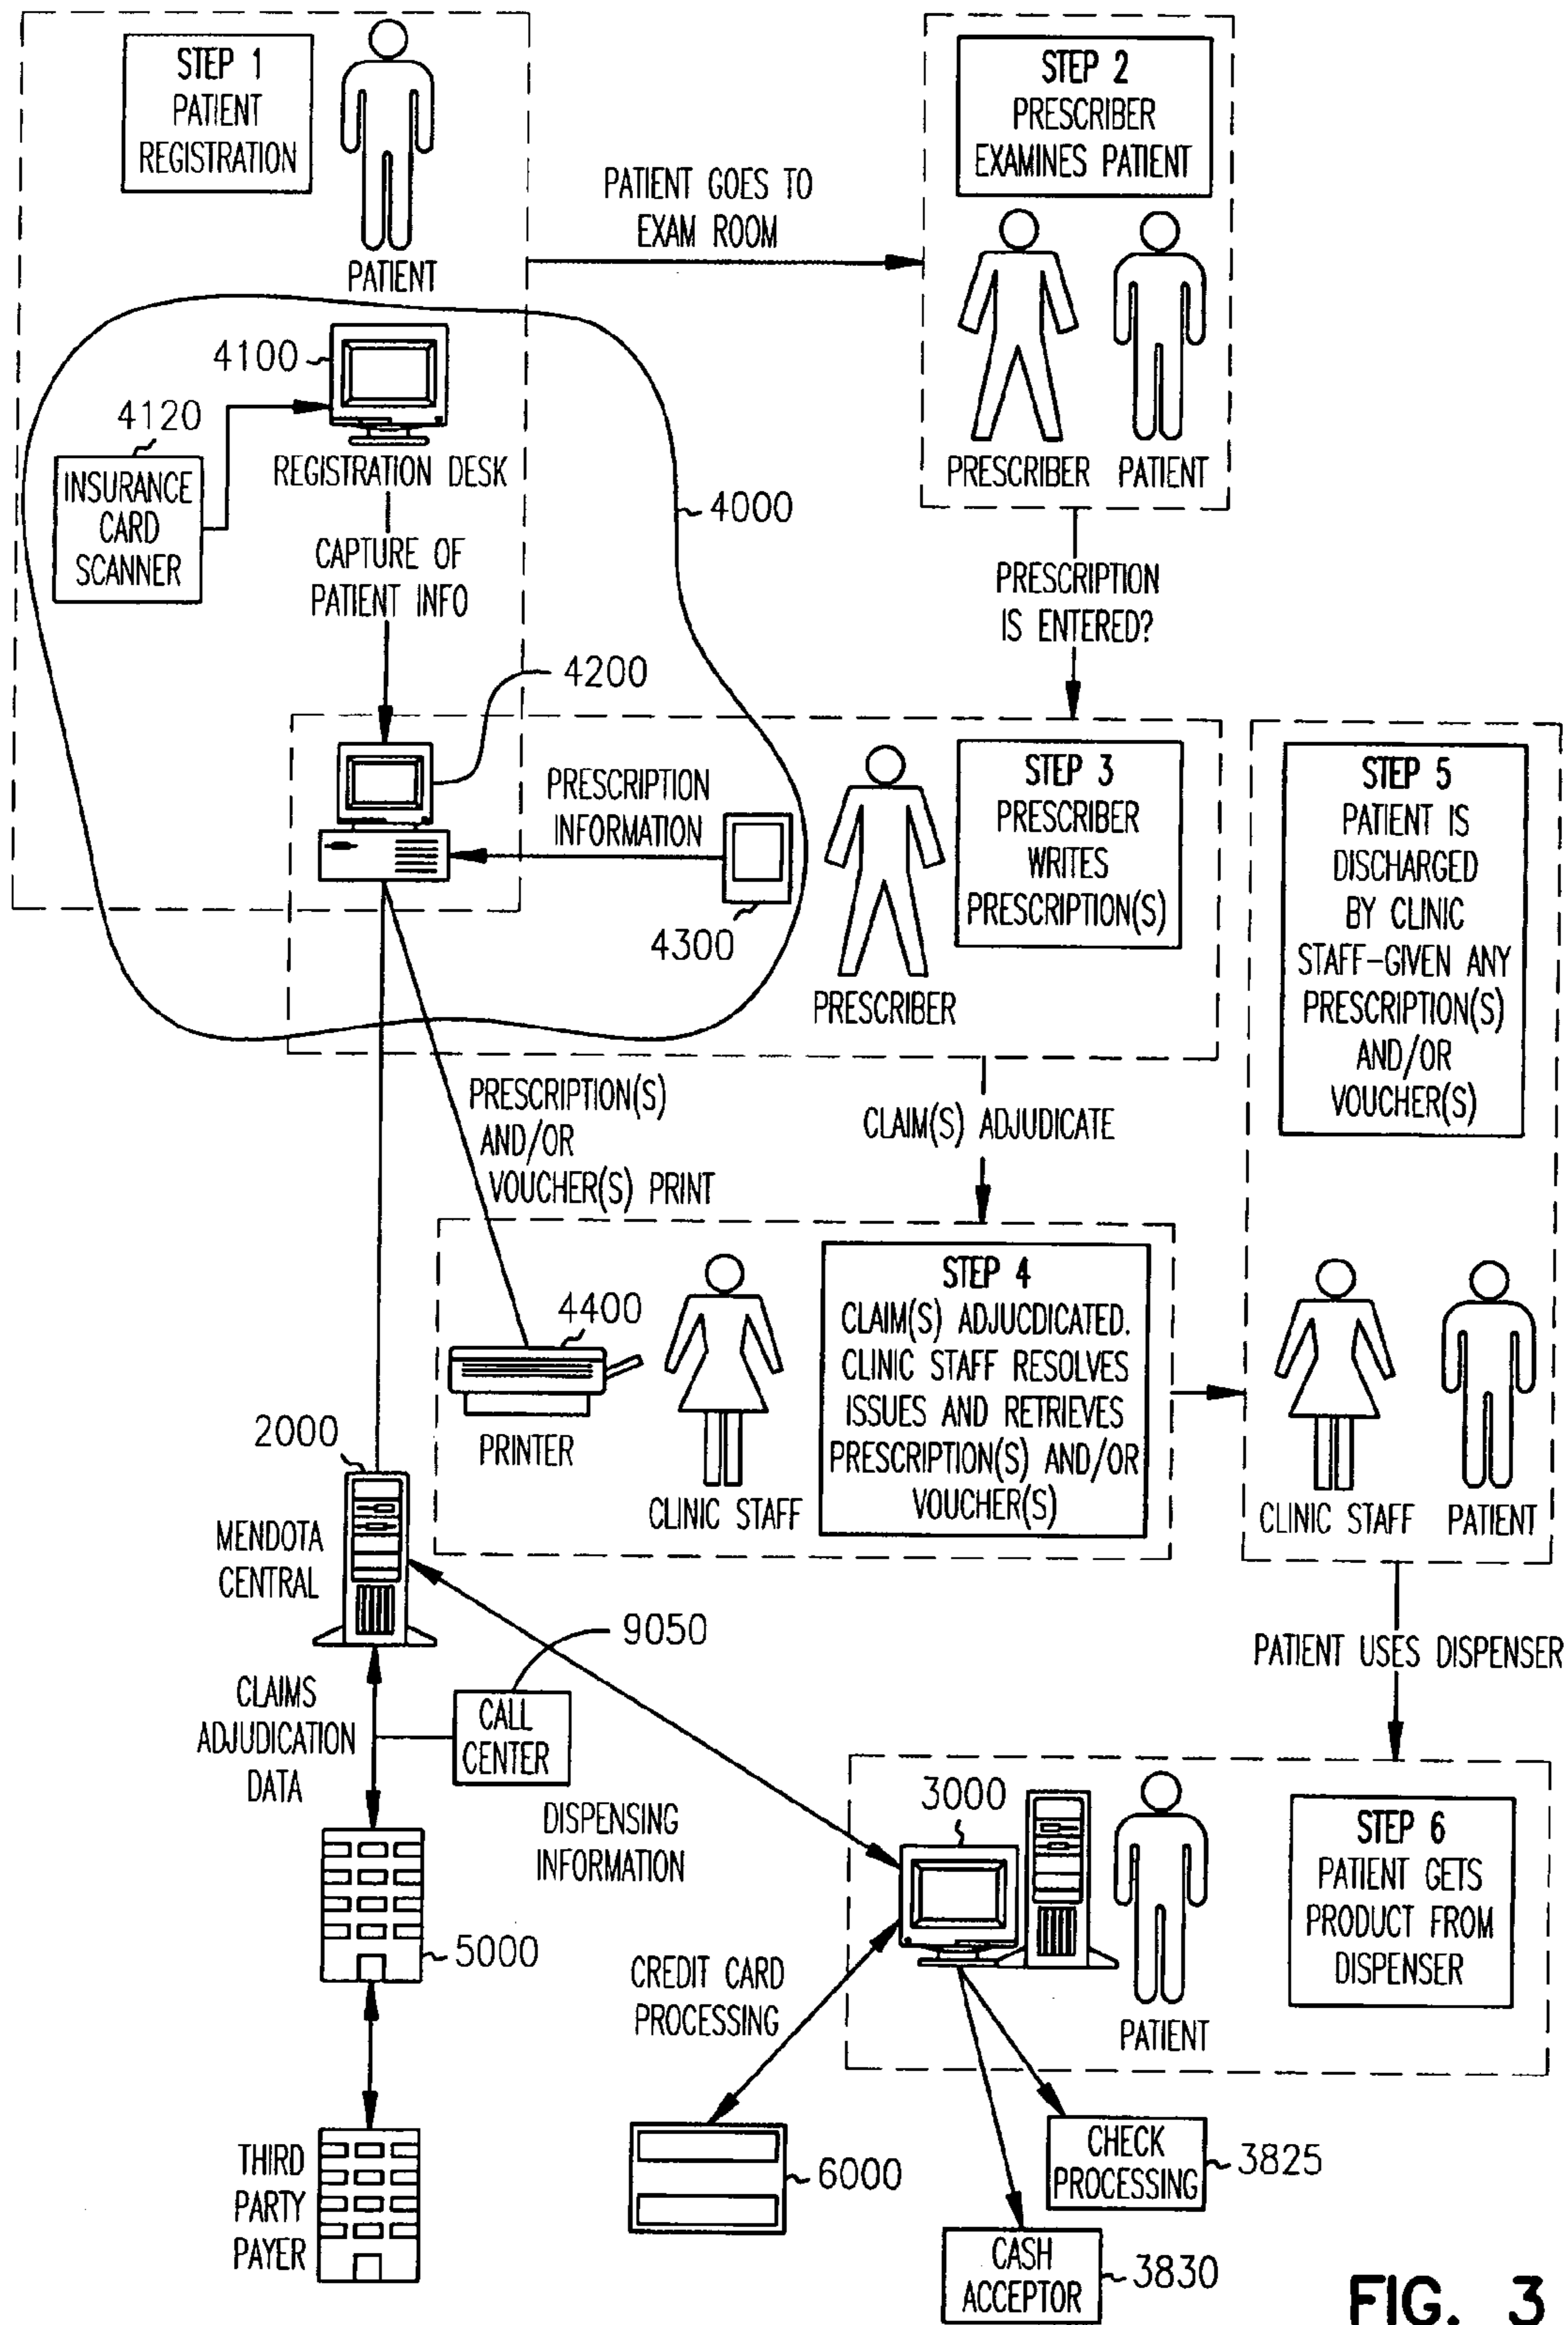 STEP 1
PATIENT
REGISTRATION
PATIENT
PATIENT GOES TO
EXAM ROOM
STEP 2
PRESCRIBER
EXAMINES PATIENT
PRESCRIBER
PATIENT
4100
4120
INSURANCE
CARD
SCANNER
REGISTRATION DESK
4000
CAPTURE OF
PATIENT INFO
PRESCRIPTION
IS ENTERED?
4200
PRESCRIPTION
INFORMATION
4300
PRESCRIBER
STEP 3
PRESCRIBER
WRITES
PRESCRIPTION(S)
STEP 5
PATIENT IS
DISCHARGED
BY CLINIC
STAFF-GIVEN ANY
PRESCRIPTION(S)
AND/OR
VOUCHER(S)
PRESCRIPTION(S)
AND/OR
VOUCHER(S) PRINT
CLAIM(S) ADJUDICATE
4400
PRINTER
CLINIC STAFF
STEP 4
CLAIM(S) ADJUCDICATED.
CLINIC STAFF RESOLVES
ISSUES AND RETRIEVES
PRESCRIPTION(S) AND/OR
VOUCHER(S)
CLINIC STAFF
PATIENT
2000
MENDOTA
CENTRAL
9050
PATIENT USES DISPENSER
CLAIMS
ADJUDICATION
DATA
CALL
CENTER
DISPENSING
INFORMATION
3000
PATIENT
STEP 6
PATIENT GETS
PRODUCT FROM
DISPENSER
5000
CREDIT CARD
PROCESSING
THIRD
PARTY
PAYER
6000
CHECK
PROCESSING
3825
CASH
ACCEPTOR
3830
FIG. 3